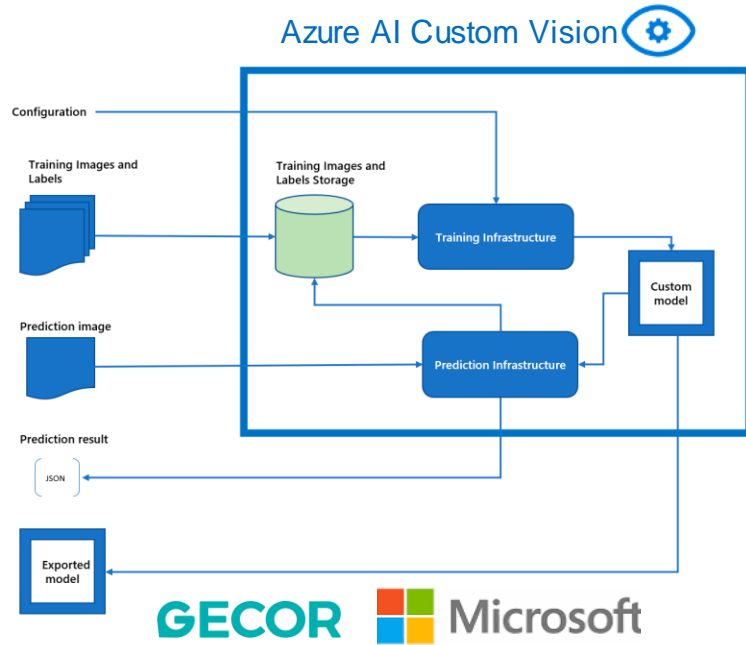 Azure AI Custom Vision
Configuration
Training Images and
Labels
Training Images and
Labels Storage
Training Infrastructure
Custom
model
Prediction image
Prediction Infrastructure
Prediction result
JSON
Exported
model
GECOR
Microsoft